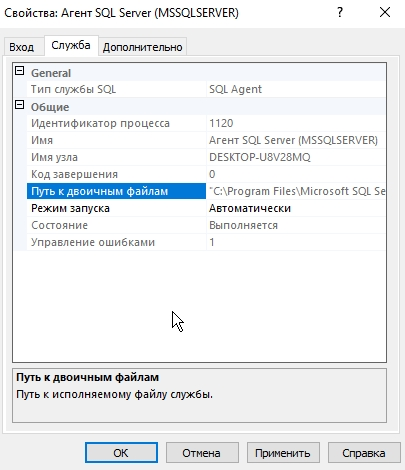 Свойства: Агент SQL Server (MSSQLSERVER) ? ×
Вход Служба Дополнительно
General
Тип службы SQL SQL Agent
Общие
Идентификатор процесса 1120
Имя Агент SQL Server (MSSQLSERVER)
Имя узла DESKTOP-U8V28MQ
Код завершения 0
Путь к двоичным файлам "C:\Program Files\Microsoft SQL Se
Режим запуска Автоматически
Состояние Выполняется
Управление ошибками 1
Путь к двоичным файлам
Путь к исполняемому файлу службы.
ОК Отмена Применить Справка